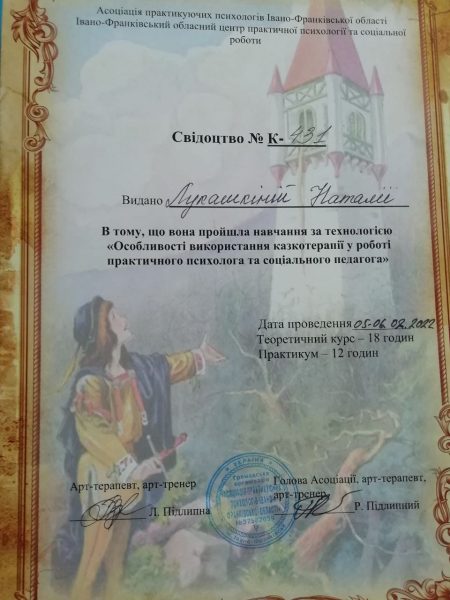 Асоціація практикуючих психологів Івано-Франківської області
Івано-Франківський обласний центр практичної психології та соціальної
роботи
Свідоцтво № К- 431
Видано Лукашкіній Наталії
В тому, що вона пройшла навчання за технологією
«Особливості використання казкотерапії у роботі
практичного психолога та соціального педагога»
Дата проведення 05-06.02.2022
Теоретичний курс – 18 годин
Практикум – 12 годин
Арт-терапевт, арт-тренер
Л. Підлипна
Голова Асоціації, арт-терапевт,
арт-тренер
Р. Підлипний